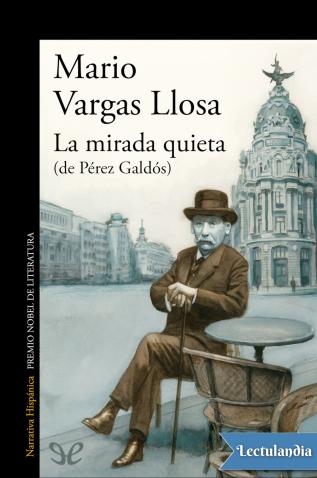 Mario
Vargas Llosa
La mirada quieta
(de Pérez Galdós)
Narrativa Hispánica PREMIO NOBEL DE LITERATURA
Lectulandia